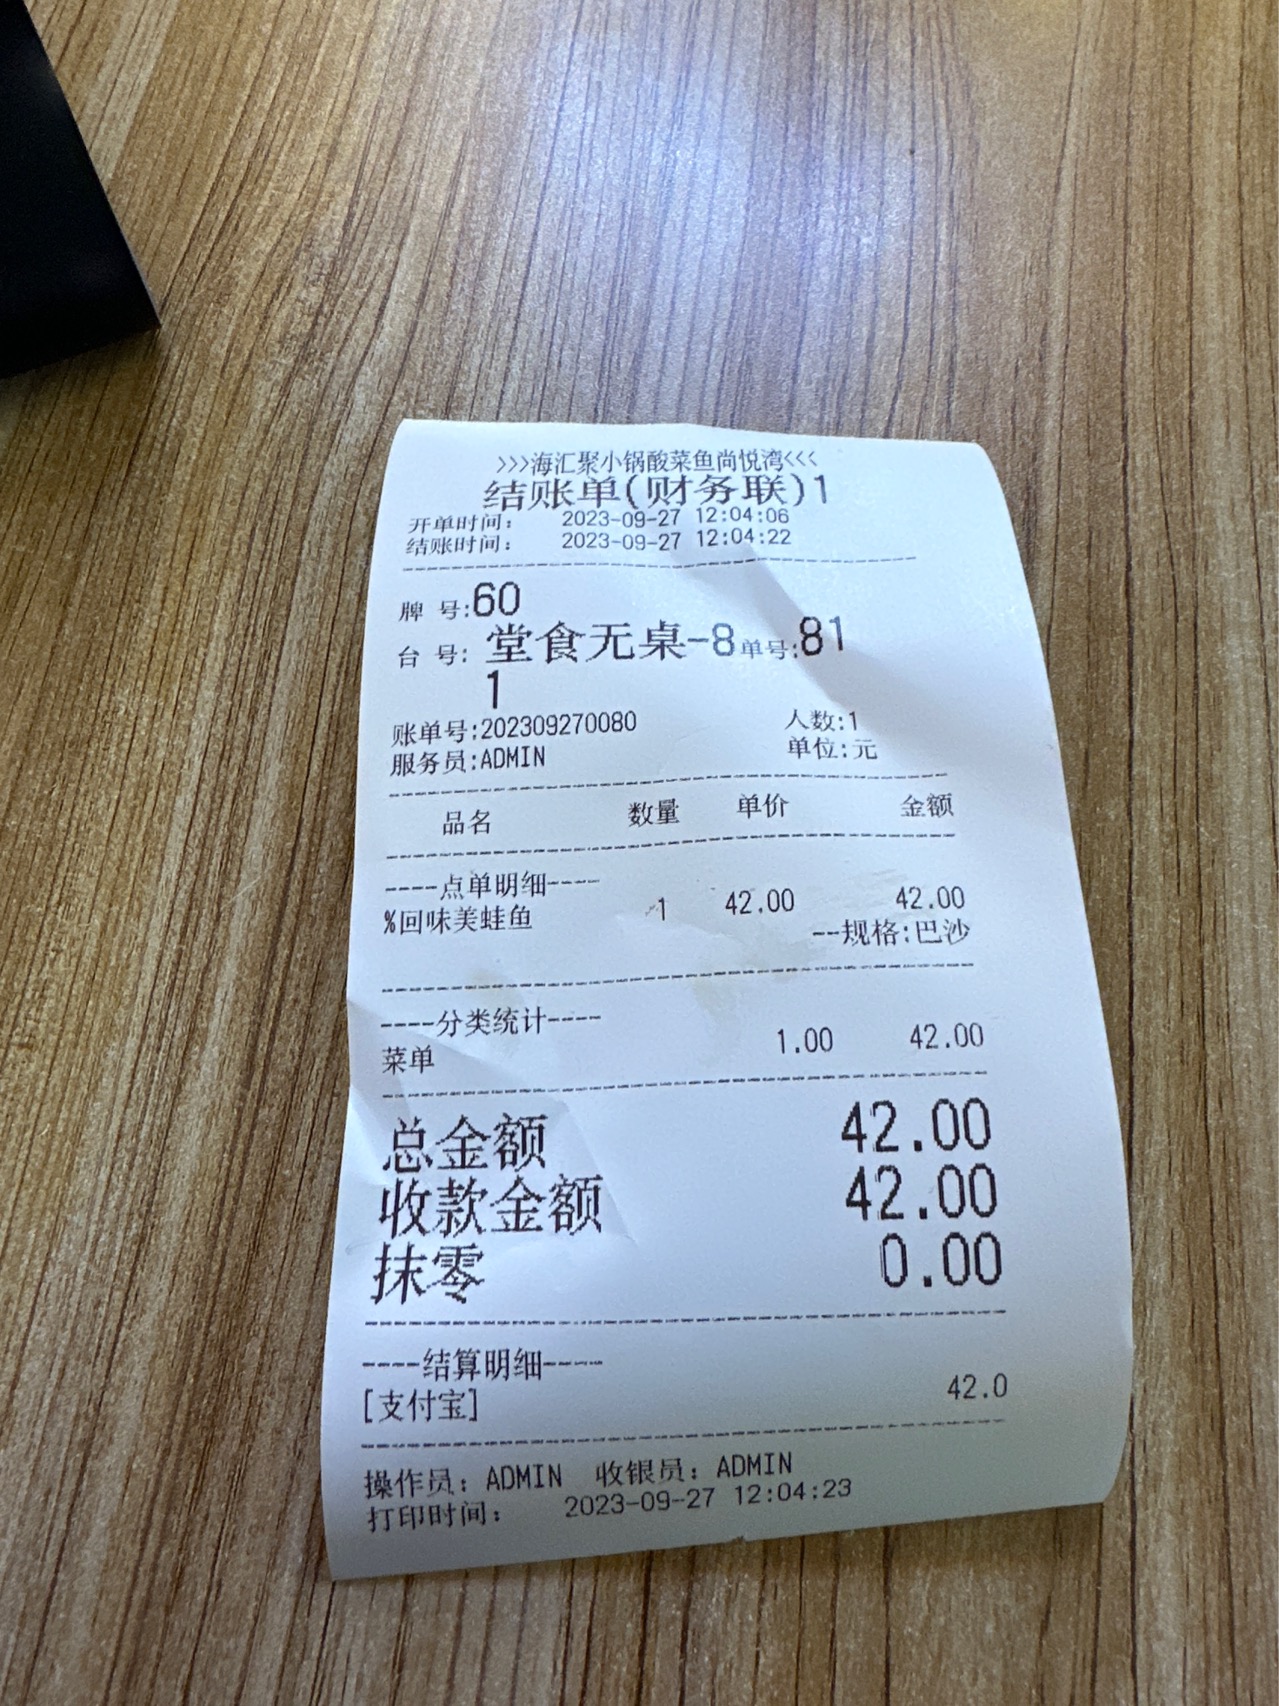 >>>海汇聚小锅酸菜鱼尚悦湾<<<
结账单(财务联)1
开单时间： 2023-09-27 12:04:06
结账时间： 2023-09-27 12:04:22
牌 号:60
台 号: 堂食无桌-8单号:81
1
账单号:202309270080 人数:1
服务员:ADMIN 单位:元
品名 数量 单价 金额
----点单明细----
%回味美蛙鱼 1 42.00 42.00
--规格:巴沙
----分类统计----
菜单 1.00 42.00
总金额 42.00
收款金额 42.00
抹零 0.00
----结算明细----
[支付宝] 42.0
操作员：ADMIN 收银员：ADMIN
打印时间： 2023-09-27 12:04:23